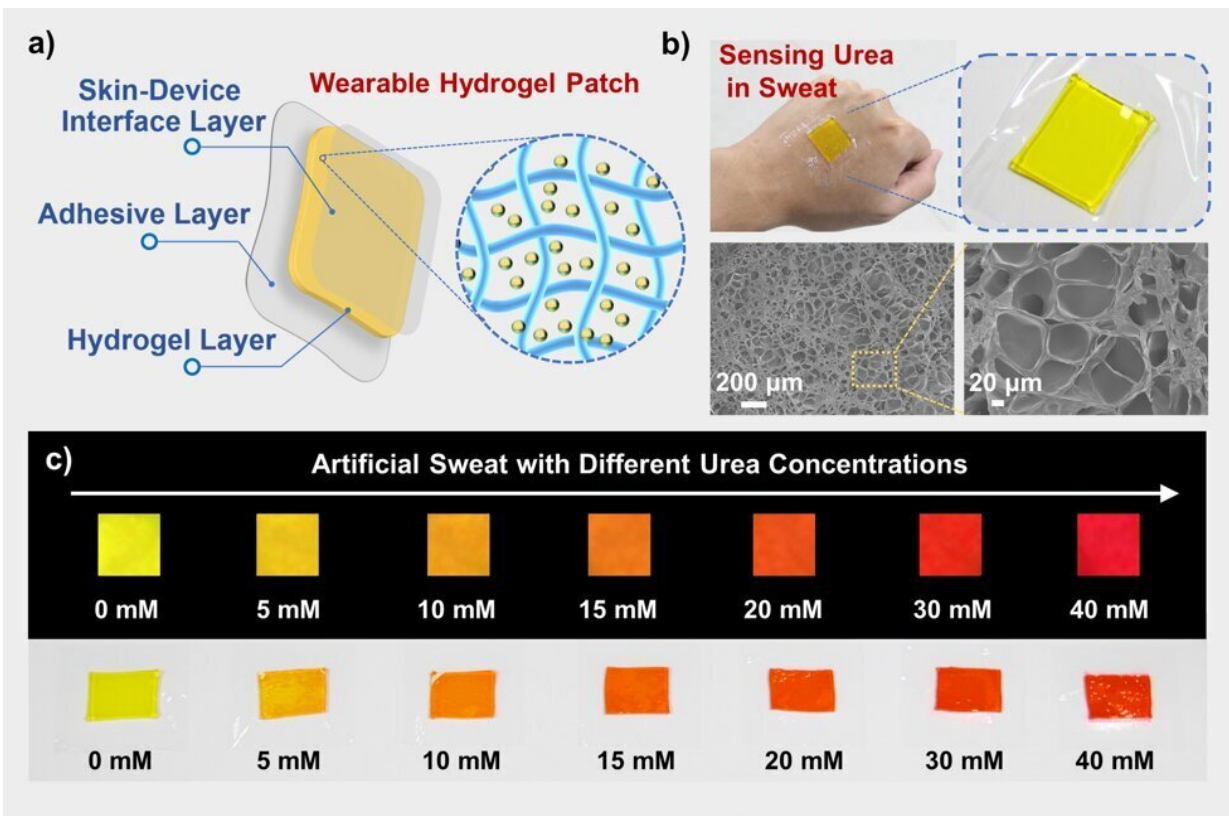 a)
Skin-Device
Interface Layer
Wearable Hydrogel Patch
Adhesive Layer
Hydrogel Layer
b)
Sensing Urea
in Sweat
200 µm
20 µm
c)
Artificial Sweat with Different Urea Concentrations
0 mM 5 mM 10 mM 15 mM 20 mM 30 mM 40 mM
0 mM 5 mM 10 mM 15 mM 20 mM 30 mM 40 mM